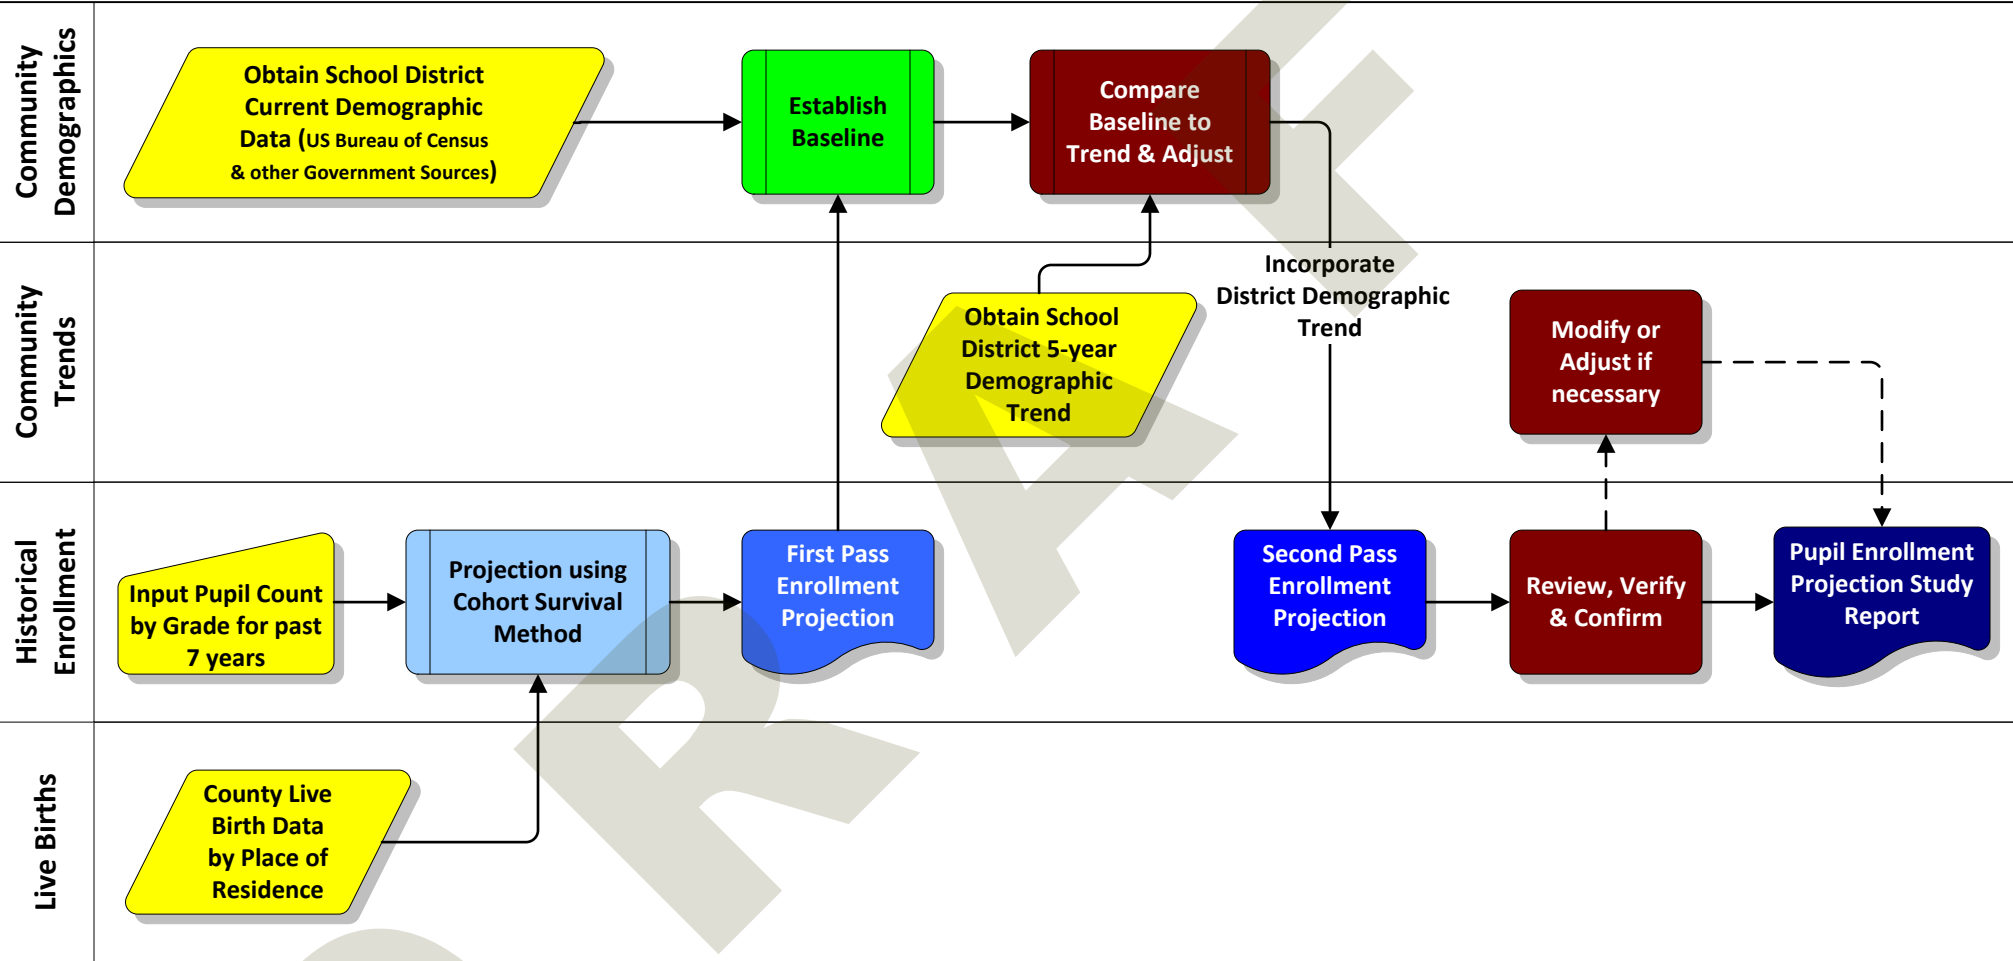 Community
Demographics
Obtain School District
Current Demographic
Data (US Bureau of Census
& other Government Sources)
Establish
Baseline
Compare
Baseline to
Trend & Adjust
Community
Trends
Obtain School
District 5-year
Demographic
Trend
Incorporate
District Demographic
Trend
Modify or
Adjust if
necessary
Historical
Enrollment
Input Pupil Count
by Grade for past
7 years
Projection using
Cohort Survival
Method
First Pass
Enrollment
Projection
Second Pass
Enrollment
Projection
Review, Verify
& Confirm
Pupil Enrollment
Projection Study
Report
Live Births
County Live
Birth Data
by Place of
Residence
DRAF